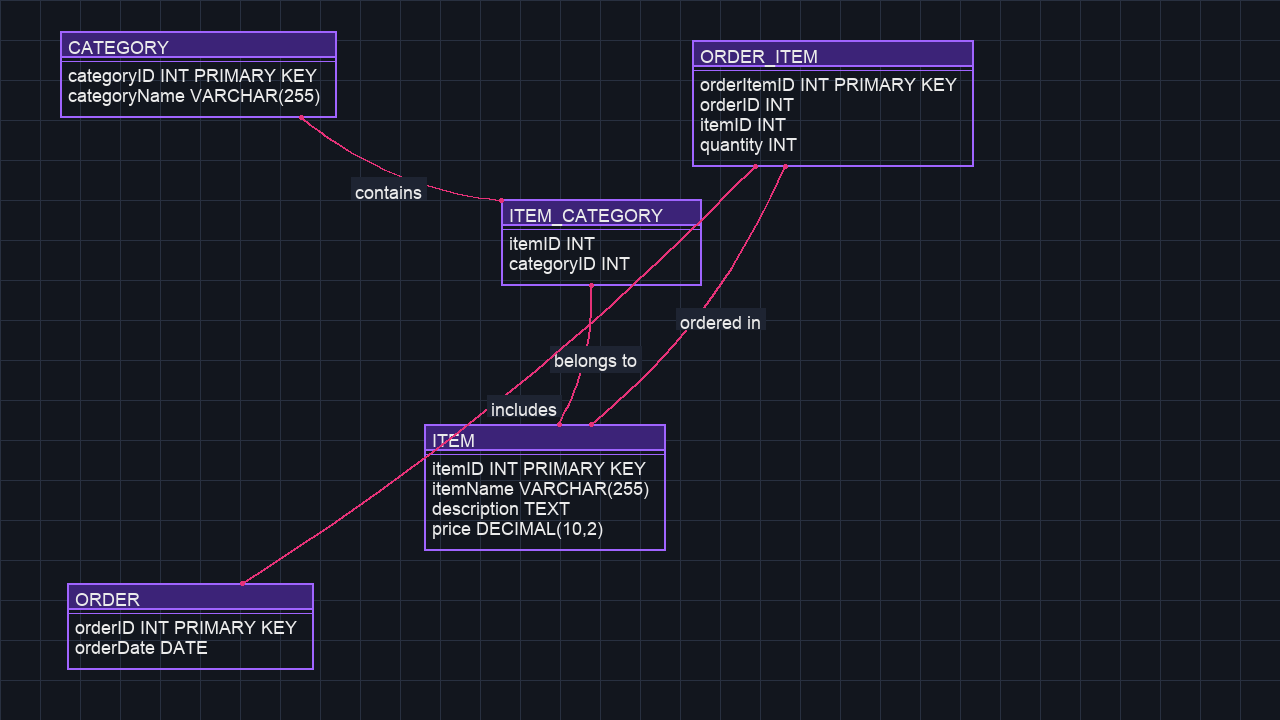 CATEGORY
categoryID INT PRIMARY KEY
categoryName VARCHAR(255)
ORDER_ITEM
orderItemID INT PRIMARY KEY
orderID INT
itemID INT
quantity INT
contains
ITEM_CATEGORY
itemID INT
categoryID INT
ordered in
belongs to
includes
ITEM
itemID INT PRIMARY KEY
itemName VARCHAR(255)
description TEXT
price DECIMAL(10,2)
ORDER
orderID INT PRIMARY KEY
orderDate DATE